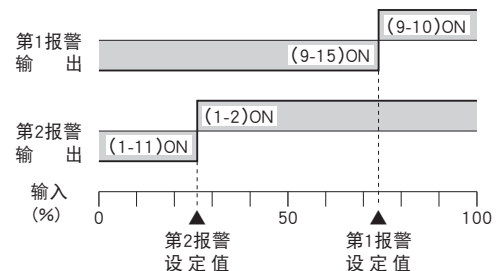 第1报警
输 出
(9-10)ON
(9-15)ON
第2报警
输 出
(1-2)ON
(1-11)ON
输入
(%)
0 50 100
第2报警 第1报警
设定值 设定值